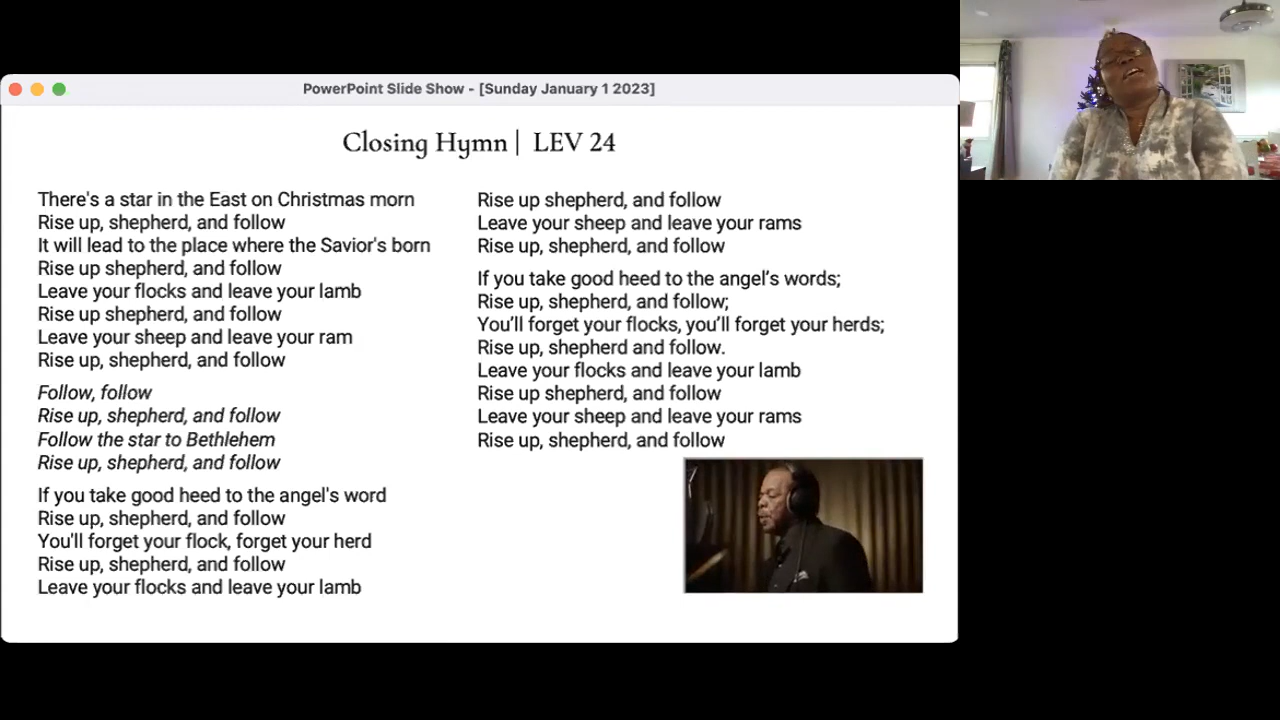 PowerPoint Slide Show - [Sunday January 1 2023]
Closing Hymn | LEV 24
There's a star in the East on Christmas morn
Rise up, shepherd, and follow
It will lead to the place where the Savior's born
Rise up shepherd, and follow
Leave your flocks and leave your lamb
Rise up shepherd, and follow
Leave your sheep and leave your ram
Rise up, shepherd, and follow
Follow, follow
Rise up, shepherd, and follow
Follow the star to Bethlehem
Rise up, shepherd, and follow
If you take good heed to the angel's word
Rise up, shepherd, and follow
You'll forget your flock, forget your herd
Rise up, shepherd, and follow
Leave your flocks and leave your lamb
Rise up shepherd, and follow
Leave your sheep and leave your rams
Rise up, shepherd, and follow
If you take good heed to the angel’s words;
Rise up, shepherd, and follow;
You’ll forget your flocks, you’ll forget your herds;
Rise up, shepherd and follow.
Leave your flocks and leave your lamb
Rise up shepherd, and follow
Leave your sheep and leave your rams
Rise up, shepherd, and follow